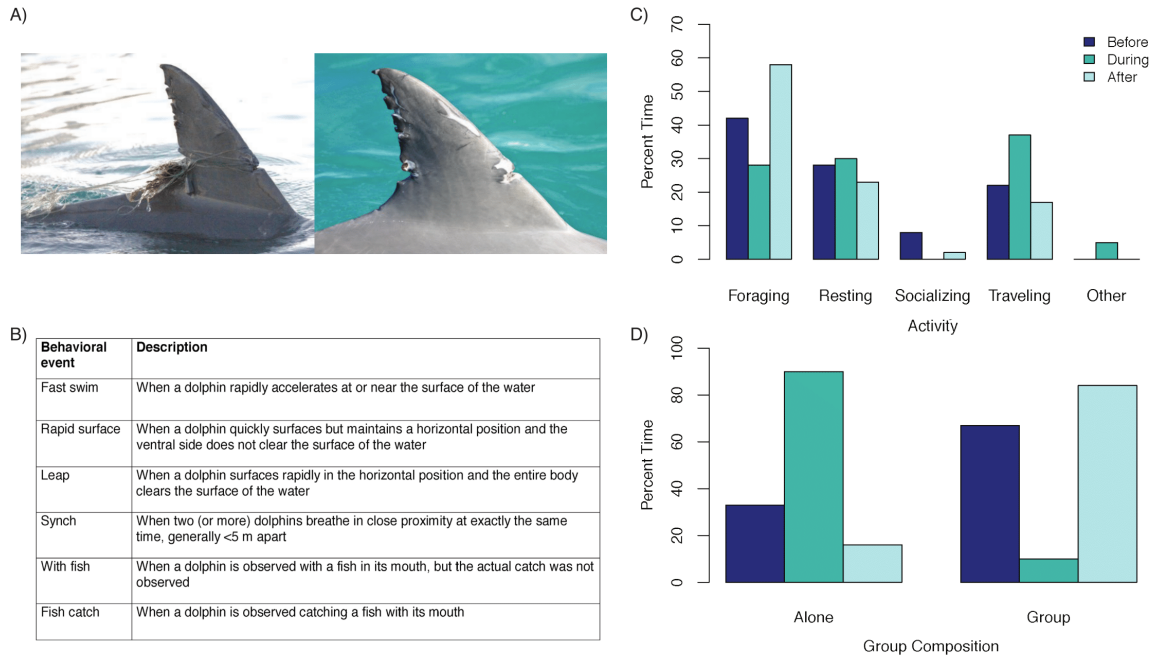 A)
B)
Behavioral event
Description
Fast swim
When a dolphin rapidly accelerates at or near the surface of the water
Rapid surface
When a dolphin quickly surfaces but maintains a horizontal position and the
ventral side does not clear the surface of the water
Leap
When a dolphin surfaces rapidly in the horizontal position and the entire body
clears the surface of the water
Synch
When two (or more) dolphins breathe in close proximity at exactly the same
time, generally <5 m apart
With fish
When a dolphin is observed with a fish in its mouth, but the actual catch was not
observed
Fish catch
When a dolphin is observed catching a fish with its mouth
C)
Percent Time
70
60
50
40
30
20
10
0
Before
During
After
Foraging
Resting
Socializing
Traveling
Other
Activity
D)
Percent Time
100
80
60
40
20
0
Alone
Group
Group Composition